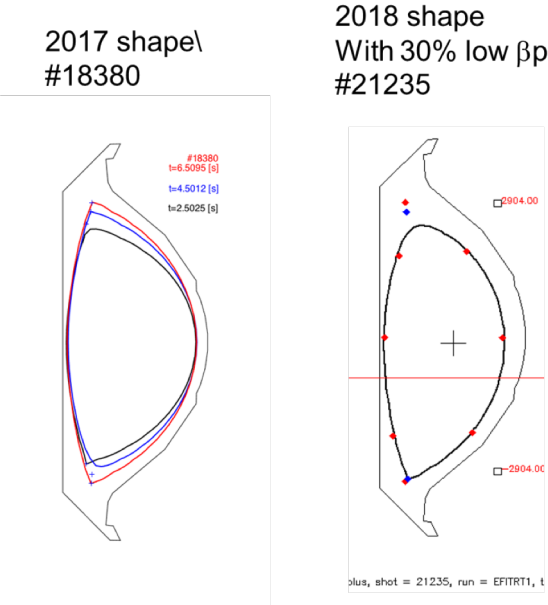 2017 shape\
#18380
2018 shape
With 30% low βp
#21235
#18380
t=6.5095 [s]
t=4.5012 [s]
t=2.5025 [s]
2904.00
−2904.00
plus, shot = 21235, run = EFITRT1, t